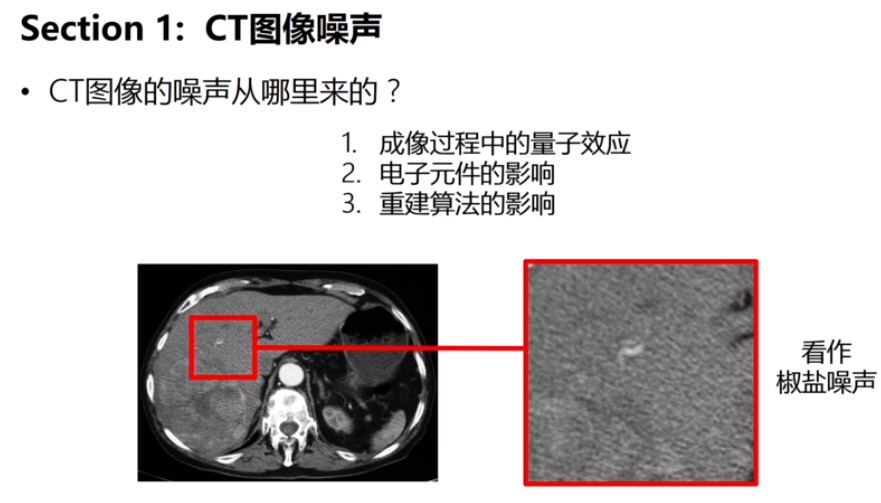 Section 1：CT图像噪声
• CT图像的噪声从哪里来的？
1. 成像过程中的量子效应
2. 电子元件的影响
3. 重建算法的影响
看作
椒盐噪声